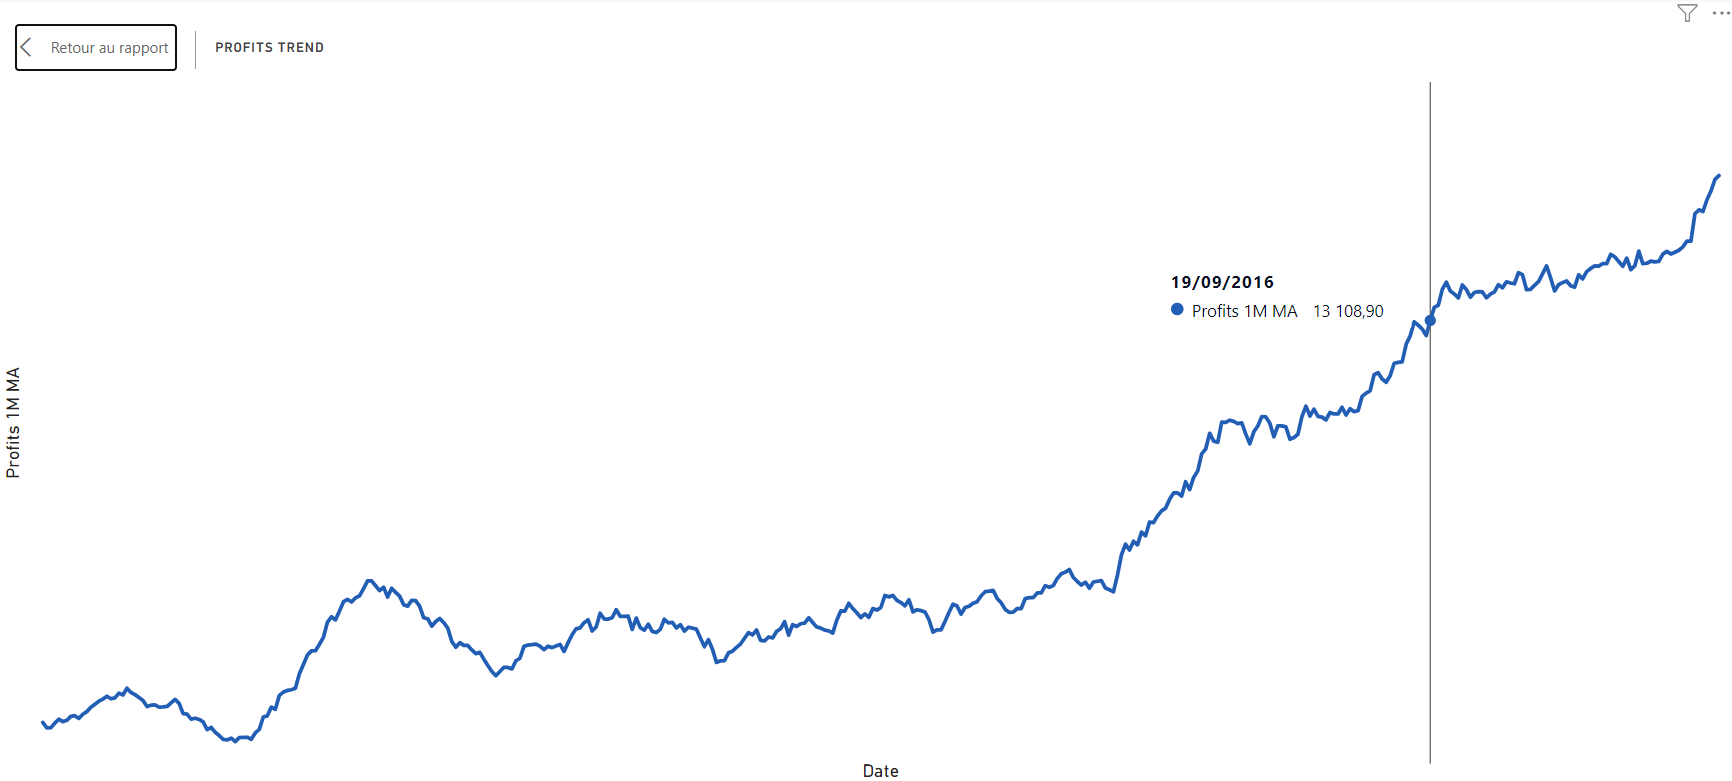 Retour au rapport
PROFITS TREND
19/09/2016
Profits 1M MA 13 108,90
Profits 1M MA
Date